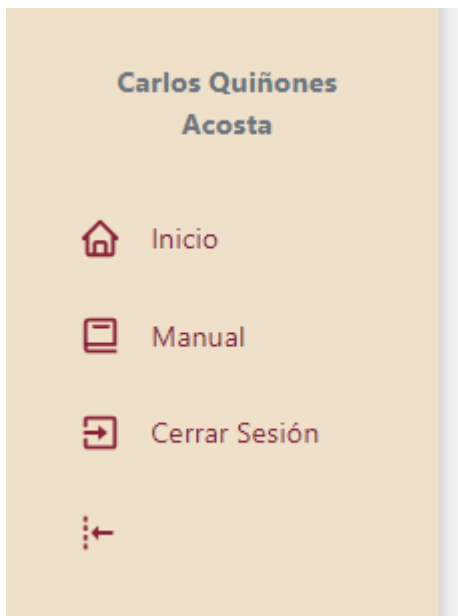 Carlos Quiñones
Acosta
Inicio
Manual
Cerrar Sesión